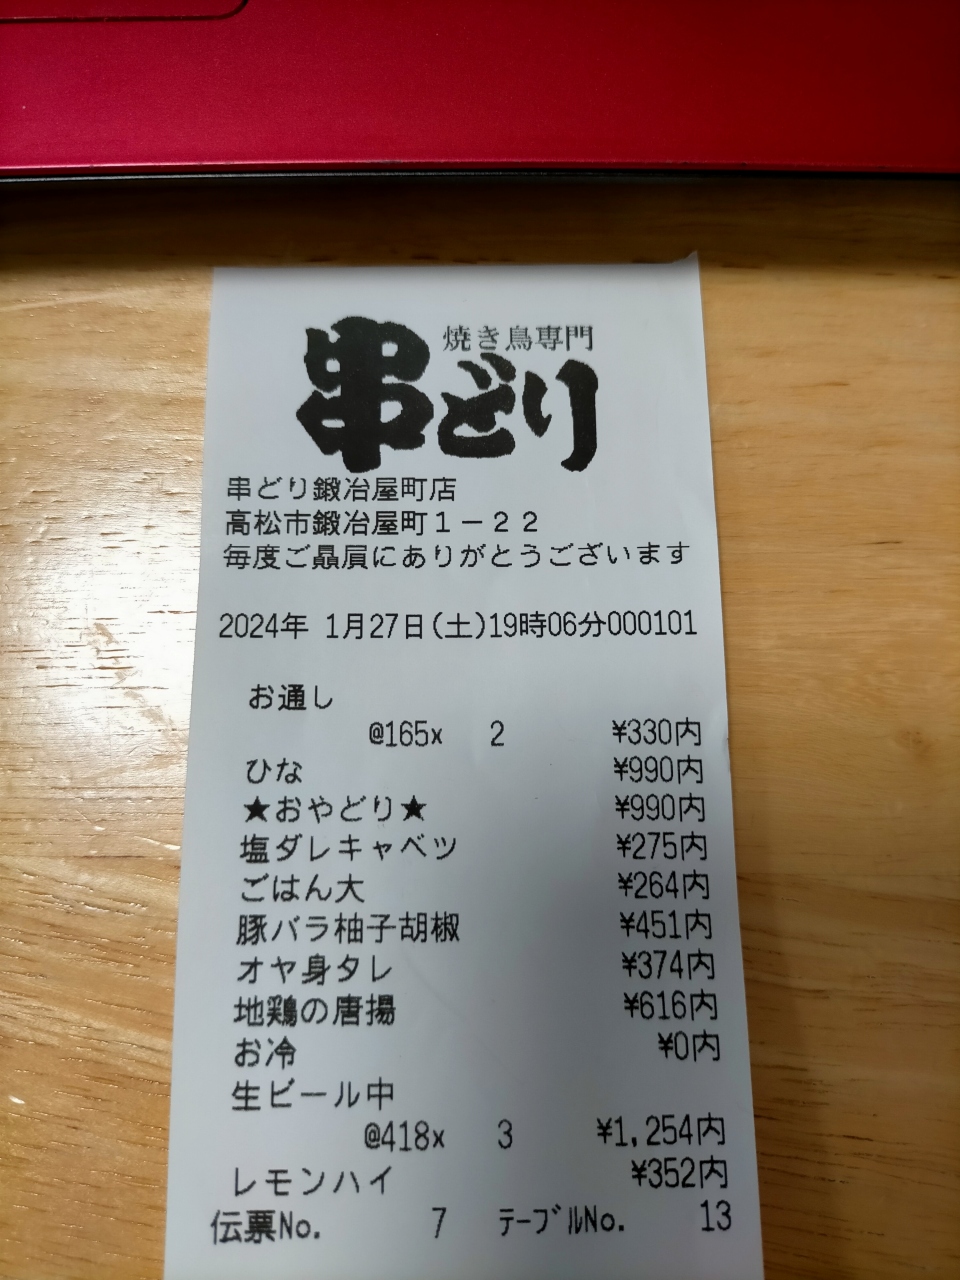 焼き鳥専門
串どり
串どり鍛冶屋町店
高松市鍛冶屋町１－２２
毎度ご贔屓にありがとうございます
2024年 1月27日(土)19時06分000101
お通し
@165x 2 ¥330内
ひな ¥990内
★おやどり★ ¥990内
塩ダレキャベツ ¥275内
ごはん大 ¥264内
豚バラ柚子胡椒 ¥451内
オヤ身タレ ¥374内
地鶏の唐揚 ¥616内
お冷 ¥0内
生ビール中
@418x 3 ¥1,254内
レモンハイ ¥352内
伝票No. 7 ﾃｰﾌﾞﾙNo. 13